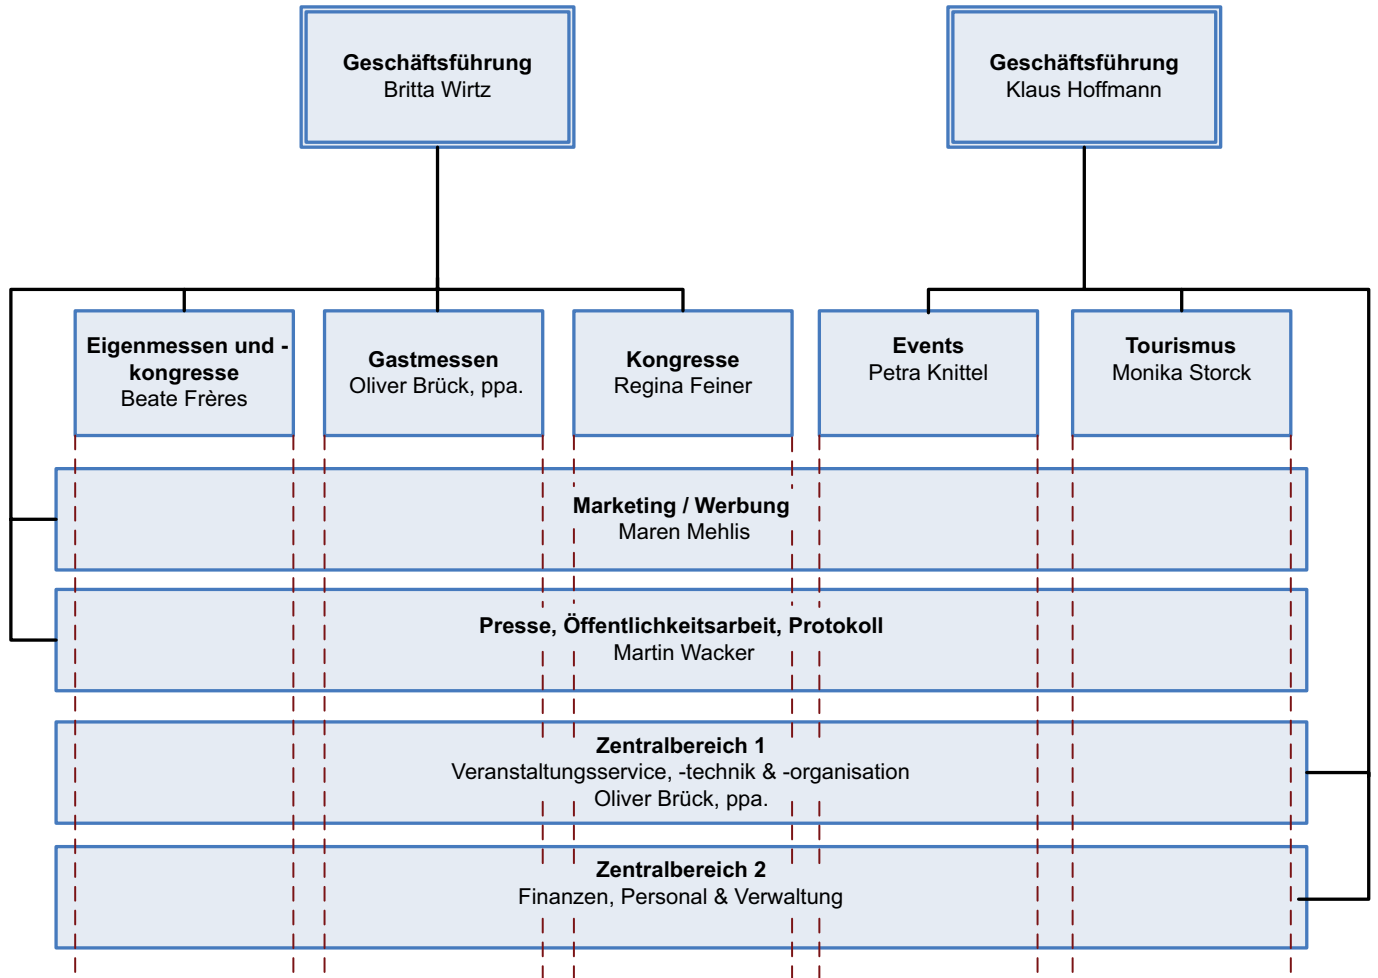 Geschäftsführung
Britta Wirtz
Geschäftsführung
Klaus Hoffmann
Eigenmessen und -
kongresse
Beate Frères
Gastmessen
Oliver Brück, ppa.
Kongresse
Regina Feiner
Events
Petra Knittel
Tourismus
Monika Storck
Marketing / Werbung
Maren Mehlis
Presse, Öffentlichkeitsarbeit, Protokoll
Martin Wacker
Zentralbereich 1
Veranstaltungsservice, -technik & -organisation
Oliver Brück, ppa.
Zentralbereich 2
Finanzen, Personal & Verwaltung